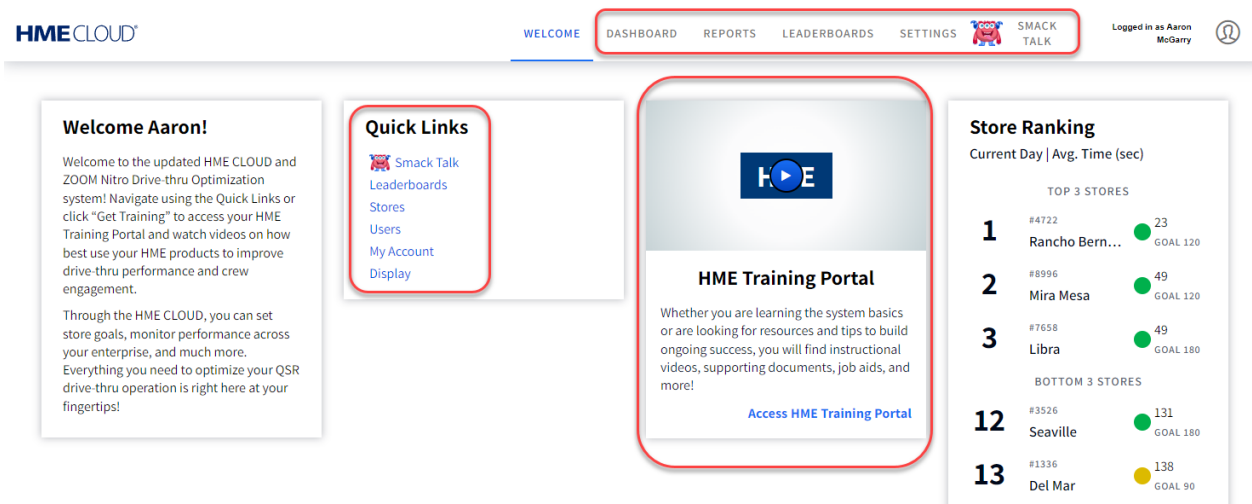 HME CLOUD®
WELCOME
DASHBOARD
REPORTS
LEADERBOARDS
SETTINGS
SMACK
TALK
Logged in as Aaron
McGarry
Welcome Aaron!
Welcome to the updated HME CLOUD and
ZOOM Nitro Drive-thru Optimization
system! Navigate using the Quick Links or
click “Get Training” to access your HME
Training Portal and watch videos on how
best use your HME products to improve
drive-thru performance and crew
engagement.
Through the HME CLOUD, you can set
store goals, monitor performance across
your enterprise, and much more.
Everything you need to optimize your QSR
drive-thru operation is right here at your
fingertips!
Quick Links
Smack Talk
Leaderboards
Stores
Users
My Account
Display
HME
HME Training Portal
Whether you are learning the system basics
or are looking for resources and tips to build
ongoing success, you will find instructional
videos, supporting documents, job aids, and
more!
Access HME Training Portal
Store Ranking
Current Day | Avg. Time (sec)
TOP 3 STORES
1
#4722
Rancho Bern...
23
GOAL 120
2
#8996
Mira Mesa
49
GOAL 120
3
#7658
Libra
49
GOAL 180
BOTTOM 3 STORES
12
#3526
Seaville
131
GOAL 180
13
#1336
Del Mar
138
GOAL 90